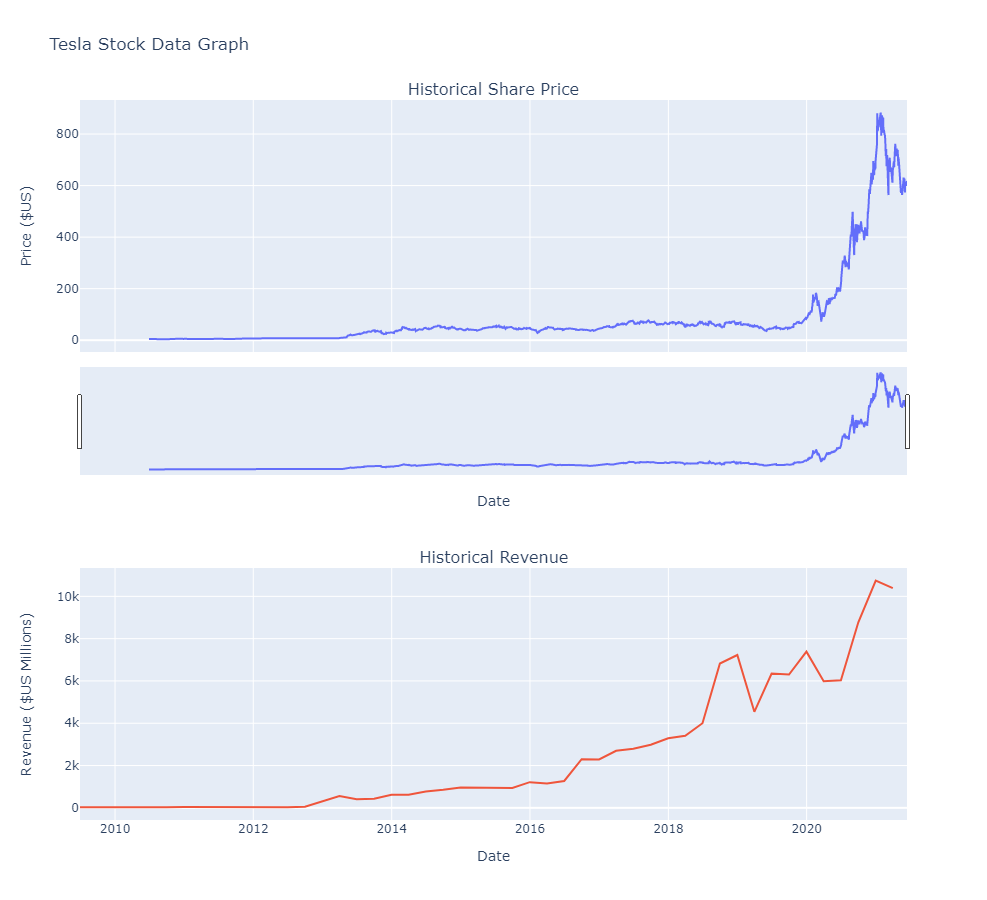 Tesla Stock Data Graph
Historical Share Price
800
600
400
200
0
Price ($US)
Date
Historical Revenue
10k
8k
6k
4k
2k
0
Revenue ($US Millions)
2010 2012 2014 2016 2018 2020
Date